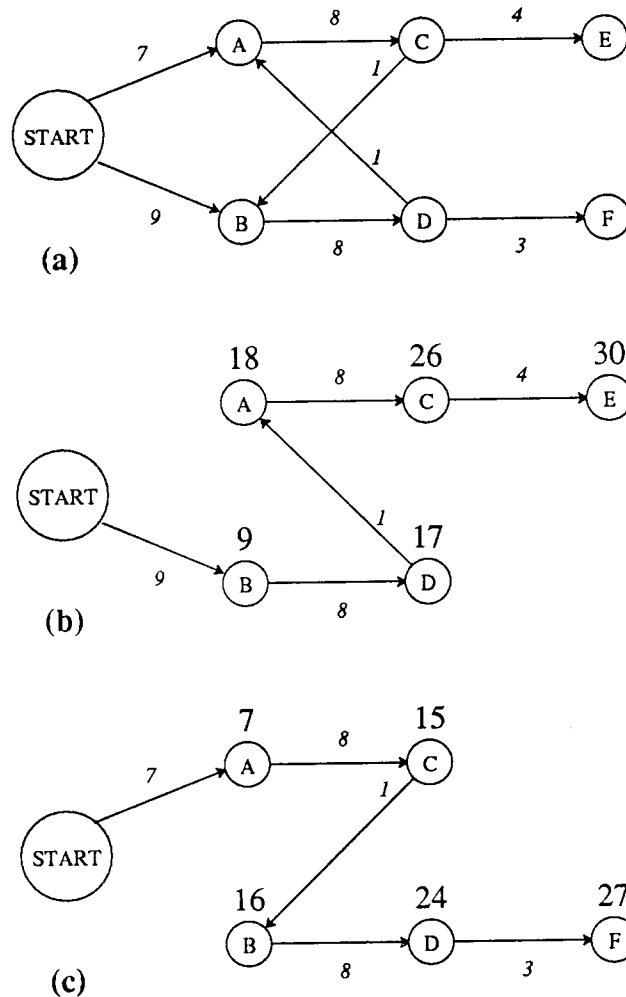 8 4
A C E
7 1
START
1
9 B D F
8 3
(a)
18 26 30
8 4
A C E
START
9 1 17
B D
9 8
(b)
7 15
8
A C
7 1
START
16 24 27
B D F
8 3
(c)